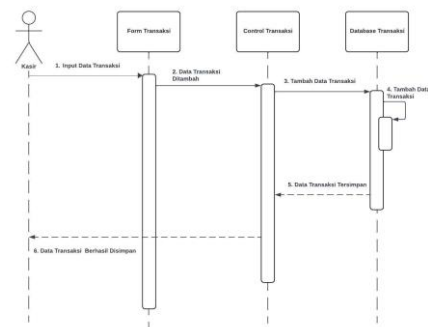 Form Transaksi
Control Transaksi
Database Transaksi
Kasir
1. Input Data Transaksi
2. Data Transaksi
Ditambah
3. Tambah Data Transaksi
4. Tambah Data
Transaksi
5. Data Transaksi Tersimpan
6. Data Transaksi Berhasil Disimpan